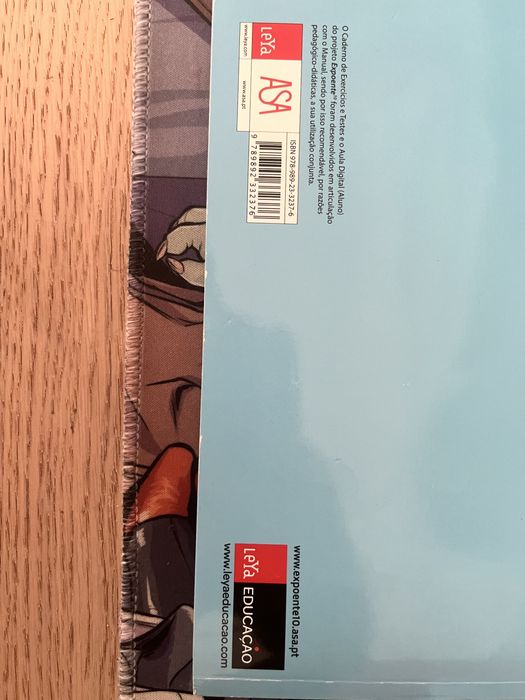 O Caderno de Exercícios e Testes e o Aula Digital (Aluno)
do projeto Expoente¹⁰ foram desenvolvidos em articulação
com o Manual, sendo por isso recomendável, por razões
pedagógico-didáticas, a sua utilização conjunta.
LeYa
ASA
www.leya.com
www.asa.pt
ISBN 978-989-23-3237-6
9 789892 332376
www.expoente10.asa.pt
LeYa EDUCAÇÃO
www.leyaeducacao.com